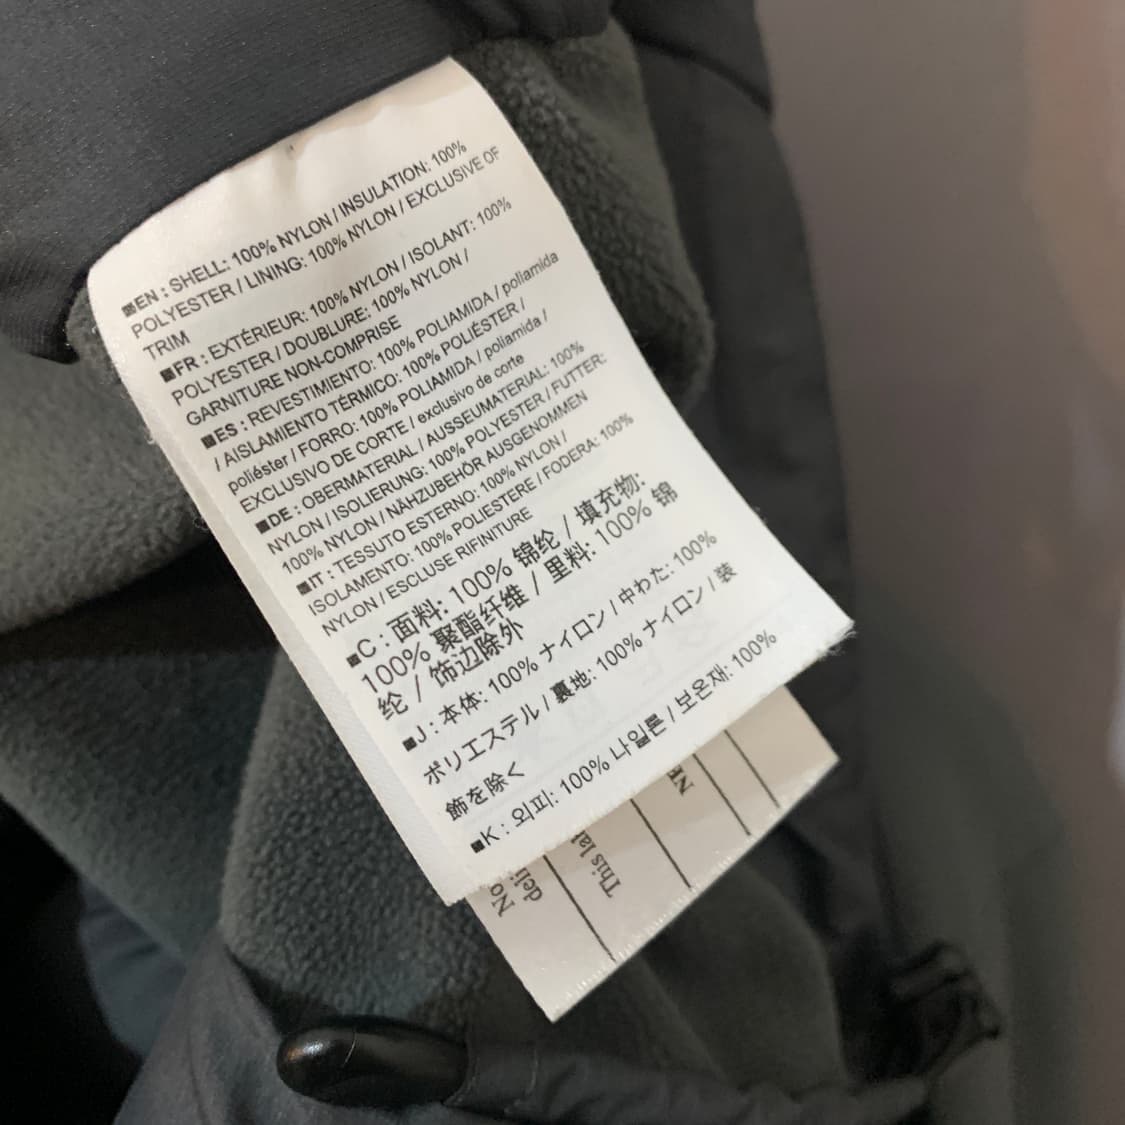 ■EN : SHELL: 100% NYLON / INSULATION: 100%
POLYESTER / LINING: 100% NYLON / EXCLUSIVE OF
TRIM
■FR : EXTÉRIEUR: 100% NYLON / ISOLANT: 100%
POLYESTER / DOUBLURE: 100% NYLON /
GARNITURE NON-COMPRISE
■ES : REVESTIMIENTO: 100% POLIAMIDA / poliamida
/ AISLAMIENTO TÉRMICO: 100% POLIÉSTER /
poliéster / FORRO: 100% POLIAMIDA / poliamida /
EXCLUSIVO DE CORTE / exclusivo de corte
■DE : OBERMATERIAL / AUSSEUMATERIAL: 100%
NYLON / ISOLIERUNG: 100% POLYESTER / FUTTER:
100% NYLON / NÄHZUBEHÖR AUSGENOMMEN
■IT : TESSUTO ESTERNO: 100% NYLON /
ISOLAMENTO: 100% POLIESTERE / FODERA: 100%
NYLON / ESCLUSE RIFINITURE
■C : 面料: 100% 锦纶 / 填充物:
100% 聚酯纤维 / 里料: 100% 锦
纶 / 饰边除外
■J : 本体: 100% ナイロン / 中わた: 100%
ポリエステル / 裏地: 100% ナイロン / 装
飾を除く
■K : 외피: 100% 나일론 / 보온재: 100%
This